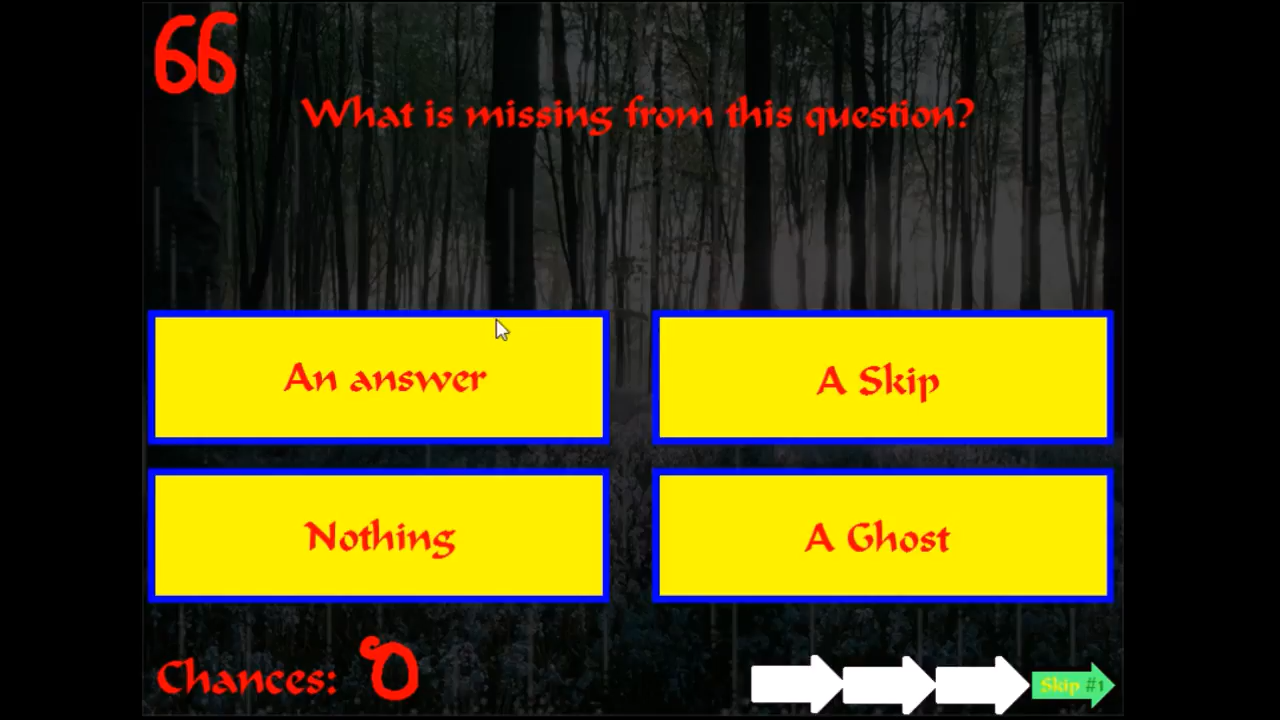 66
What is missing from this question?
An answer
A Skip
Nothing
A Ghost
Chances: 0
Skip #1